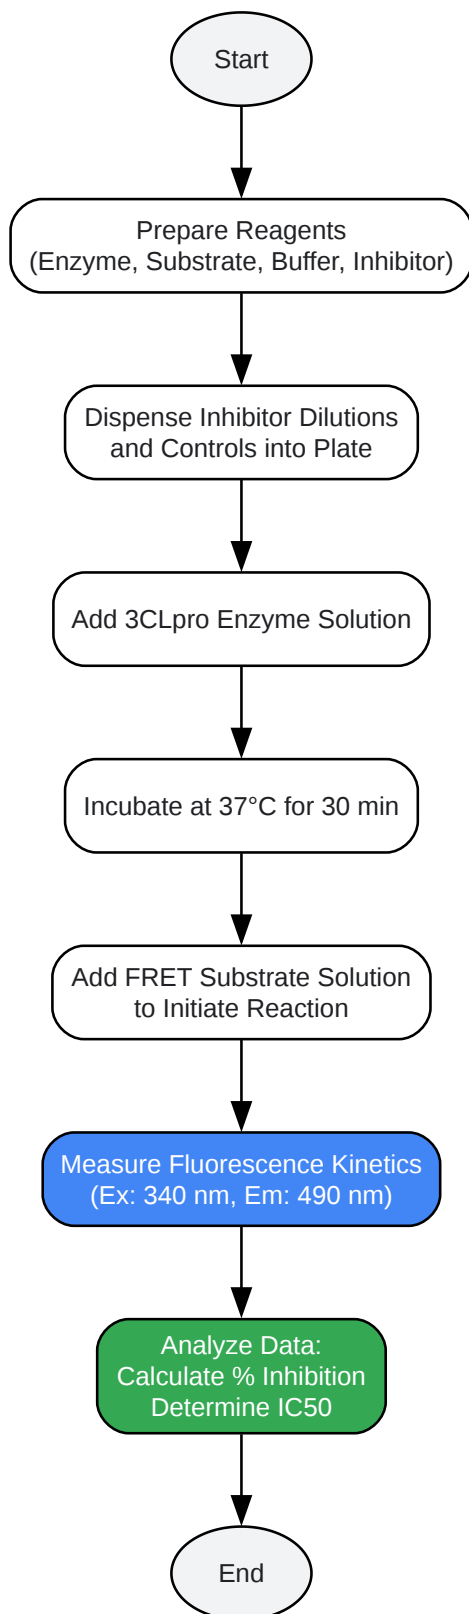 Start
Prepare Reagents
(Enzyme, Substrate, Buffer, Inhibitor)
Dispense Inhibitor Dilutions
and Controls into Plate
Add 3CLpro Enzyme Solution
Incubate at 37°C for 30 min
Add FRET Substrate Solution
to Initiate Reaction
Measure Fluorescence Kinetics
(Ex: 340 nm, Em: 490 nm)
Analyze Data:
Calculate % Inhibition
Determine IC50
End